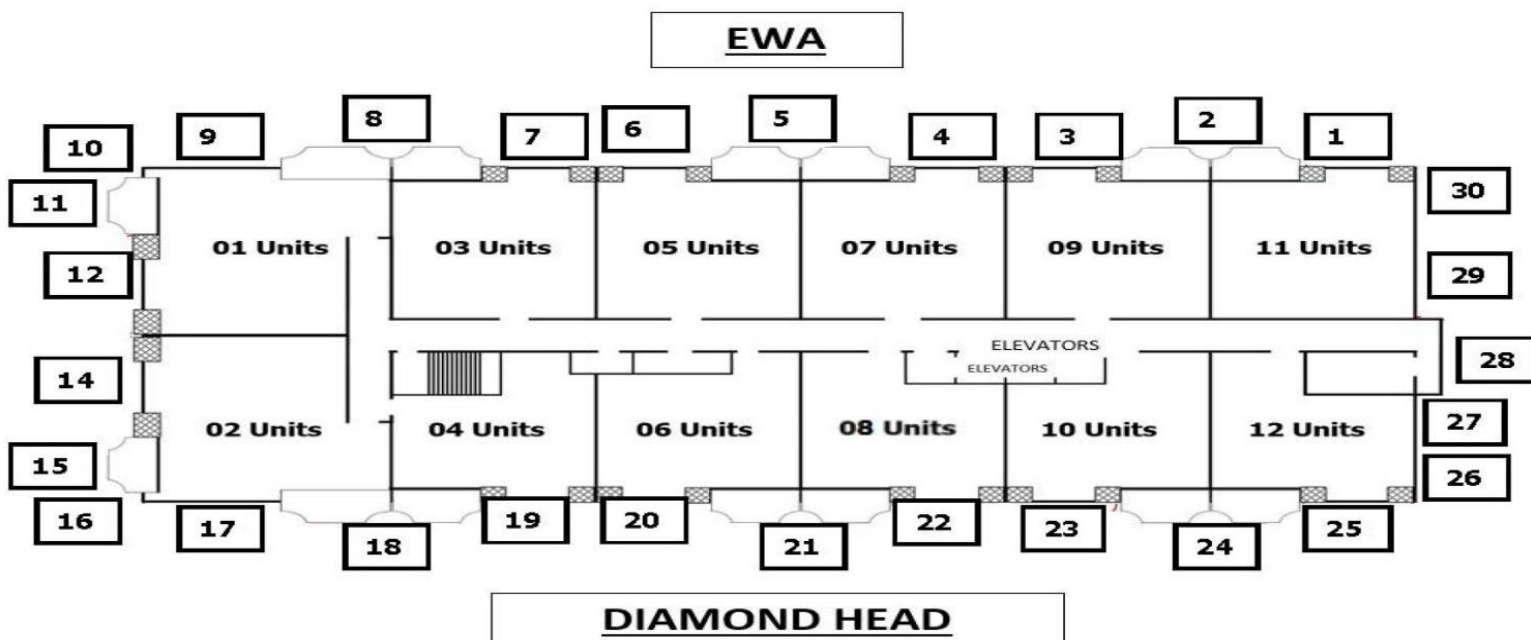 EWA
10
9
8
7
6
5
4
3
2
1
11
30
01 Units
03 Units
05 Units
07 Units
09 Units
11 Units
12
29
ELEVATORS
ELEVATORS
28
14
02 Units
04 Units
06 Units
08 Units
10 Units
12 Units
27
15
26
16
17
18
19
20
21
22
23
24
25
DIAMOND HEAD